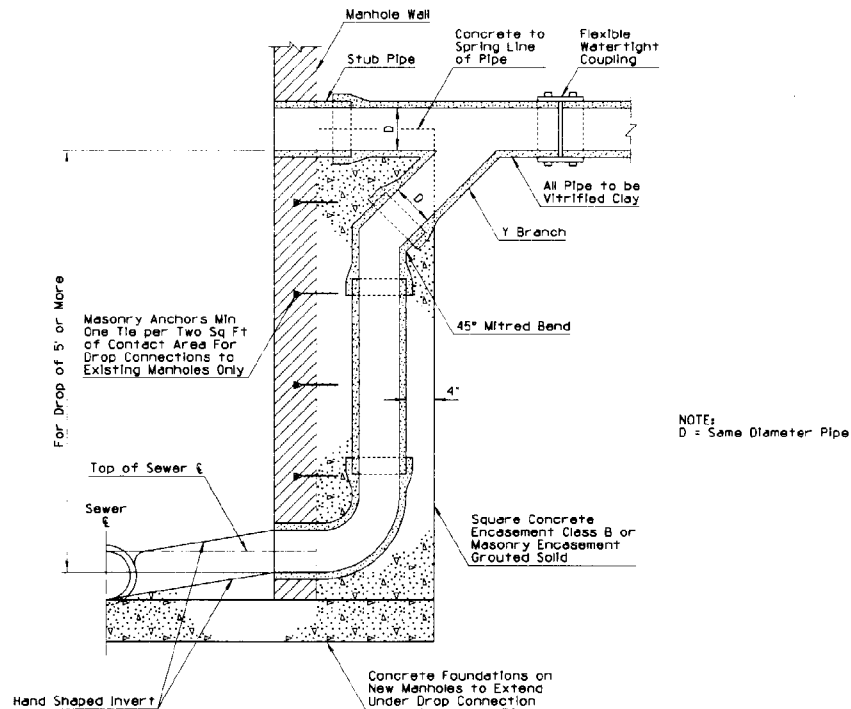 Manhole Wall
Stub Pipe
Concrete to
Spring Line
of Pipe
Flexible
Watertight
Coupling
D
D
All Pipe to be
Vitrified Clay
Y Branch
For Drop of 5' or More
Masonry Anchors Min
One Tie per Two Sq Ft
of Contact Area For
Drop Connections to
Existing Manholes Only
45° Mitred Bend
4"
NOTE:
D = Same Diameter Pipe
Top of Sewer ℄
Sewer
℄
Square Concrete
Encasement Class B or
Masonry Encasement
Grouted Solid
Hand Shaped Invert
Concrete Foundations on
New Manholes to Extend
Under Drop Connection